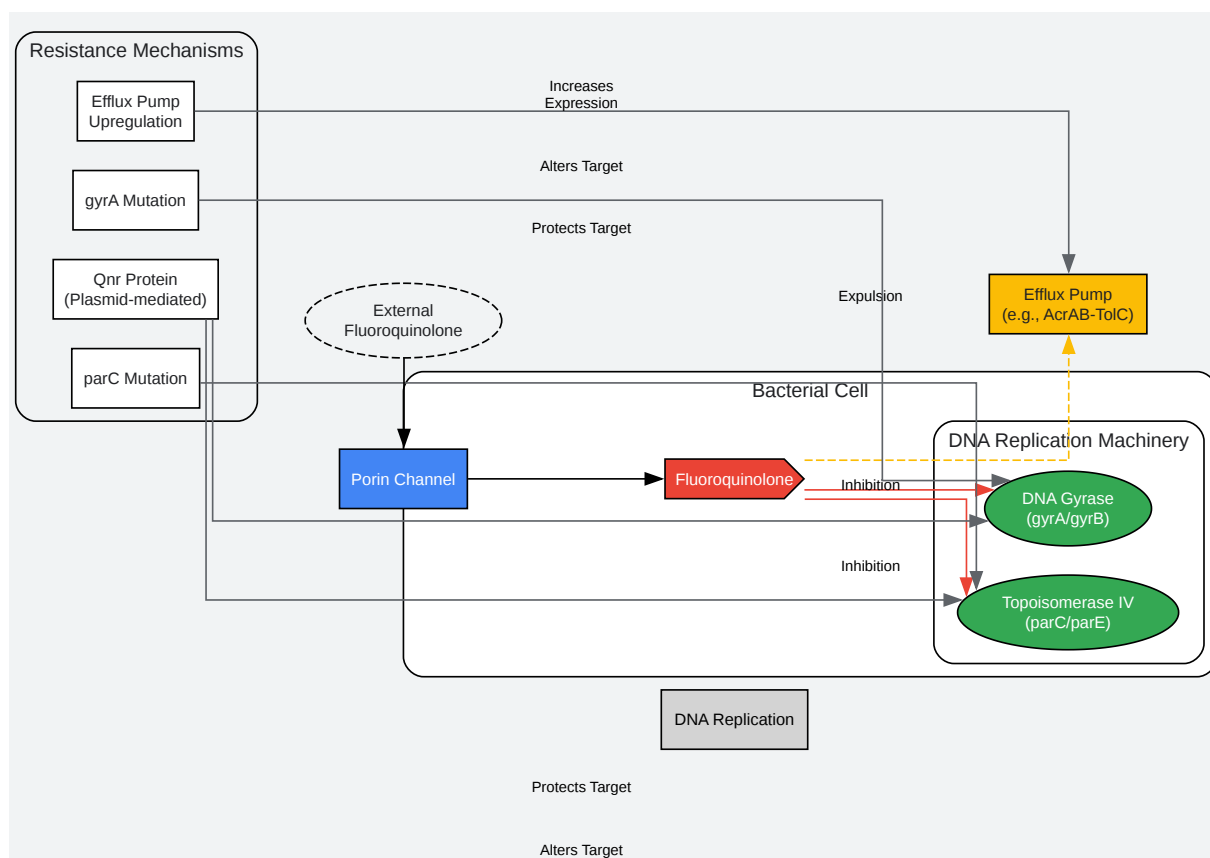 Resistance Mechanisms
Efflux Pump
Upregulation
gyrA Mutation
Qnr Protein
(Plasmid-mediated)
parC Mutation
Increases
Expression
Alters Target
Protects Target
Expulsion
External
Fluoroquinolone
Efflux Pump
(e.g., AcrAB-TolC)
Bacterial Cell
DNA Replication Machinery
Porin Channel
Fluoroquinolone
Inhibition
DNA Gyrase
(gyrA/gyrB)
Inhibition
Topoisomerase IV
(parC/parE)
DNA Replication
Protects Target
Alters Target